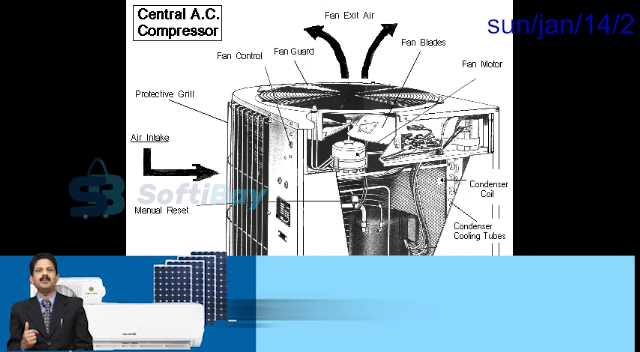 Central A.C.
Compressor
sun/jan/14/2
Fan Exit Air
Fan Control
Fan Guard
Fan Blades
Fan Motor
Protective Grill
Air Intake
SoftiBay
Manual Reset
Condenser
Coil
Condenser
Cooling Tubes